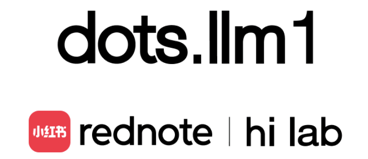 dots.llm1
小红书 rednote | hi lab